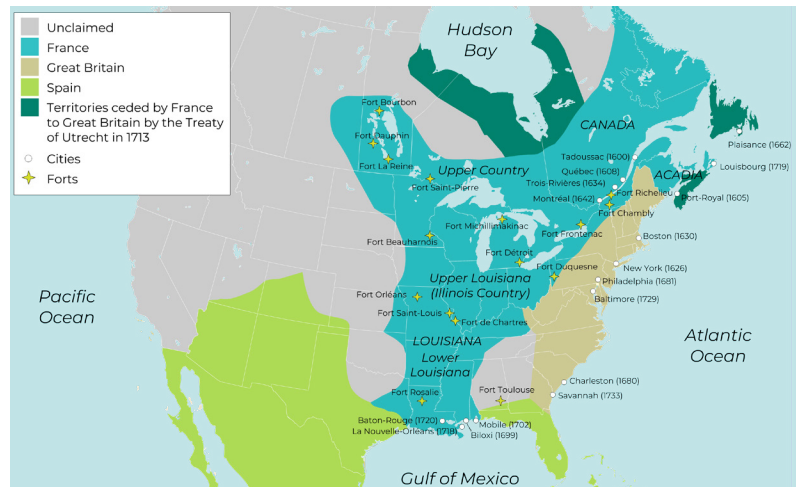 Unclaimed
France
Great Britain
Spain
Territories ceded by France
to Great Britain by the Treaty
of Utrecht in 1713
Cities
Forts
Hudson
Bay
Fort Bourbon
Fort Dauphin
Fort La Reine
Upper Country
Fort Saint-Pierre
CANADA
Plaisance (1662)
Tadoussac (1600)
Louisbourg (1719)
Québec (1608)
ACADIA
Trois-Rivières (1634)
Fort Richelieu
Port-Royal (1605)
Montréal (1642)
Fort Chambly
Fort Michillimakinac
Fort Frontenac
Fort Beauharnois
Boston (1630)
Fort Détroit
Fort Duquesne
New York (1626)
Upper Louisiana
(Illinois Country)
Philadelphia (1681)
Fort Orléans
Baltimore (1729)
Pacific
Ocean
Fort Saint-Louis
Fort de Chartres
Atlantic
Ocean
LOUISIANA
Lower
Louisiana
Charleston (1680)
Fort Rosalie
Fort Toulouse
Savannah (1733)
Baton-Rouge (1720)
Mobile (1702)
La Nouvelle-Orléans (1718)
Biloxi (1699)
Gulf of Mexico